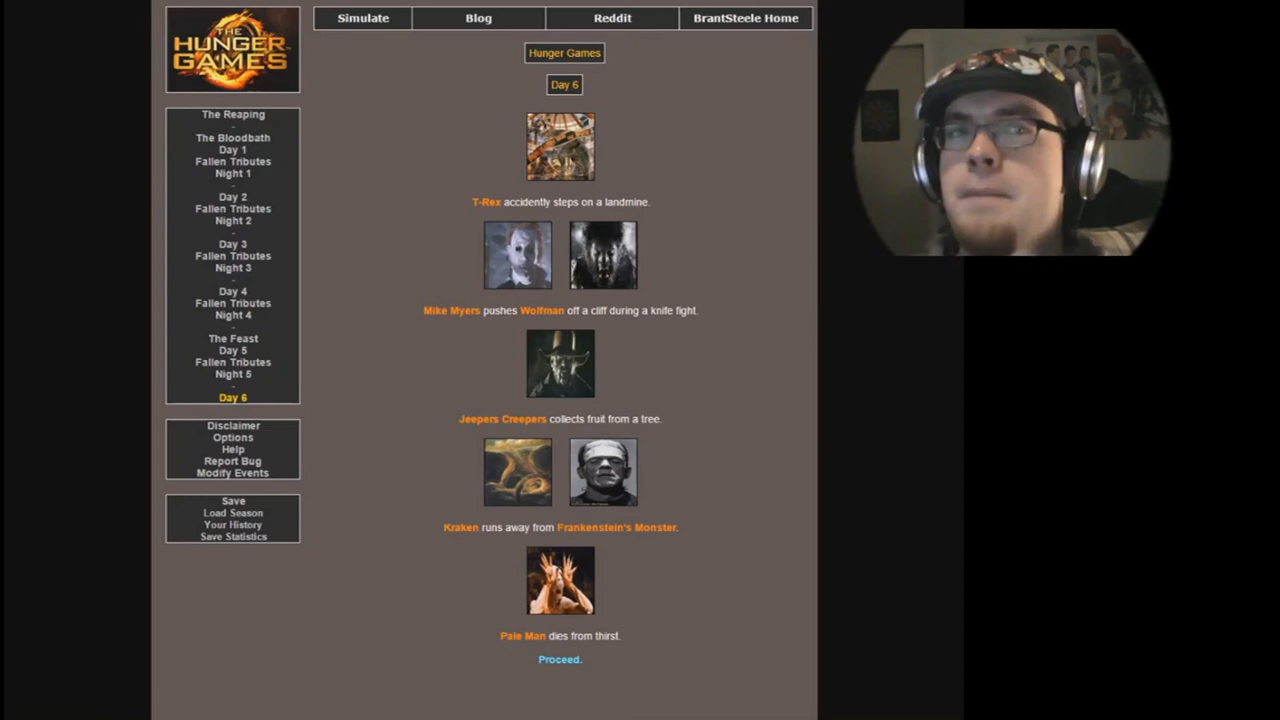 THE
HUNGER
GAMES
Simulate
Blog
Reddit
BrantSteele Home
Hunger Games
Day 6
The Reaping
-
The Bloodbath
Day 1
Fallen Tributes
Night 1
-
Day 2
Fallen Tributes
Night 2
-
Day 3
Fallen Tributes
Night 3
-
Day 4
Fallen Tributes
Night 4
-
The Feast
Day 5
Fallen Tributes
Night 5
-
Day 6
Disclaimer
Options
Help
Report Bug
Modify Events
Save
Load Season
Your History
Save Statistics
T-Rex accidently steps on a landmine.
Mike Myers pushes Wolfman off a cliff during a knife fight.
Jeepers Creepers collects fruit from a tree.
Kraken runs away from Frankenstein's Monster.
Pale Man dies from thirst.
Proceed.